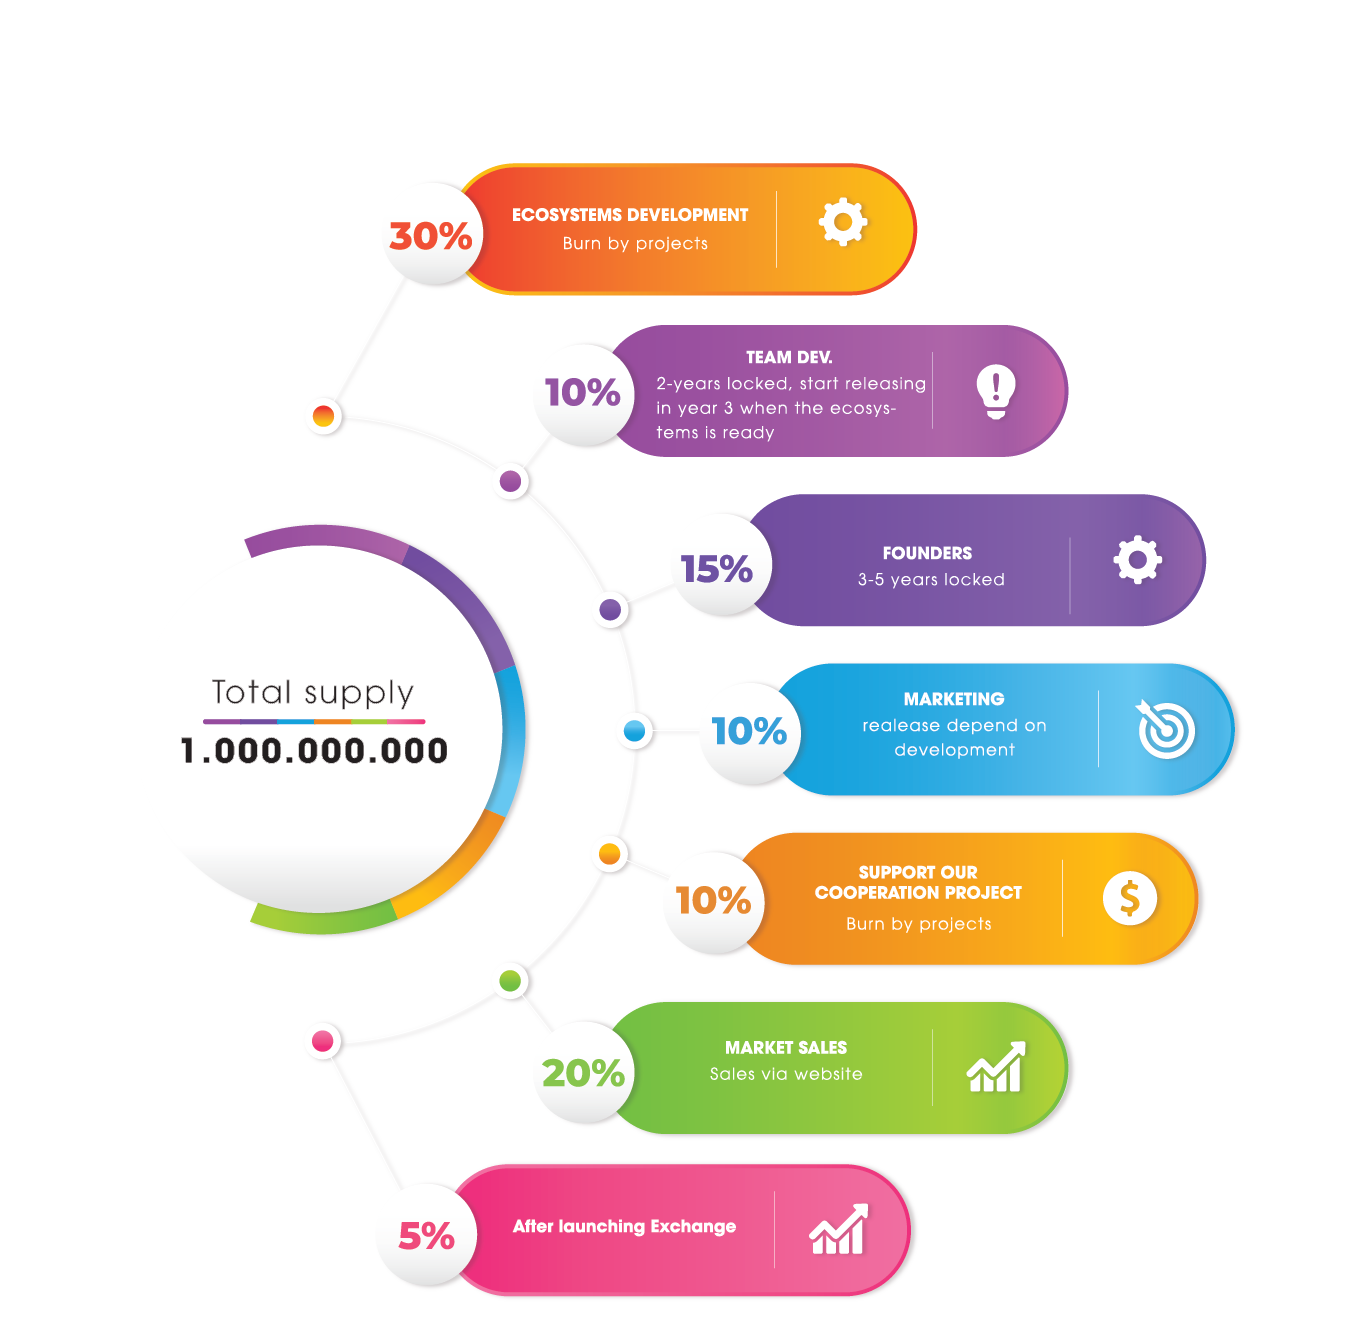 30%
ECOSYSTEMS DEVELOPMENT
Burn by projects
10%
TEAM DEV.
2-years locked, start releasing
in year 3 when the ecosys-
tems is ready
15%
FOUNDERS
3-5 years locked
Total supply
1.000.000.000
10%
MARKETING
realease depend on
development
10%
SUPPORT OUR
COOPERATION PROJECT
Burn by projects
20%
MARKET SALES
Sales via website
5%
After launching Exchange